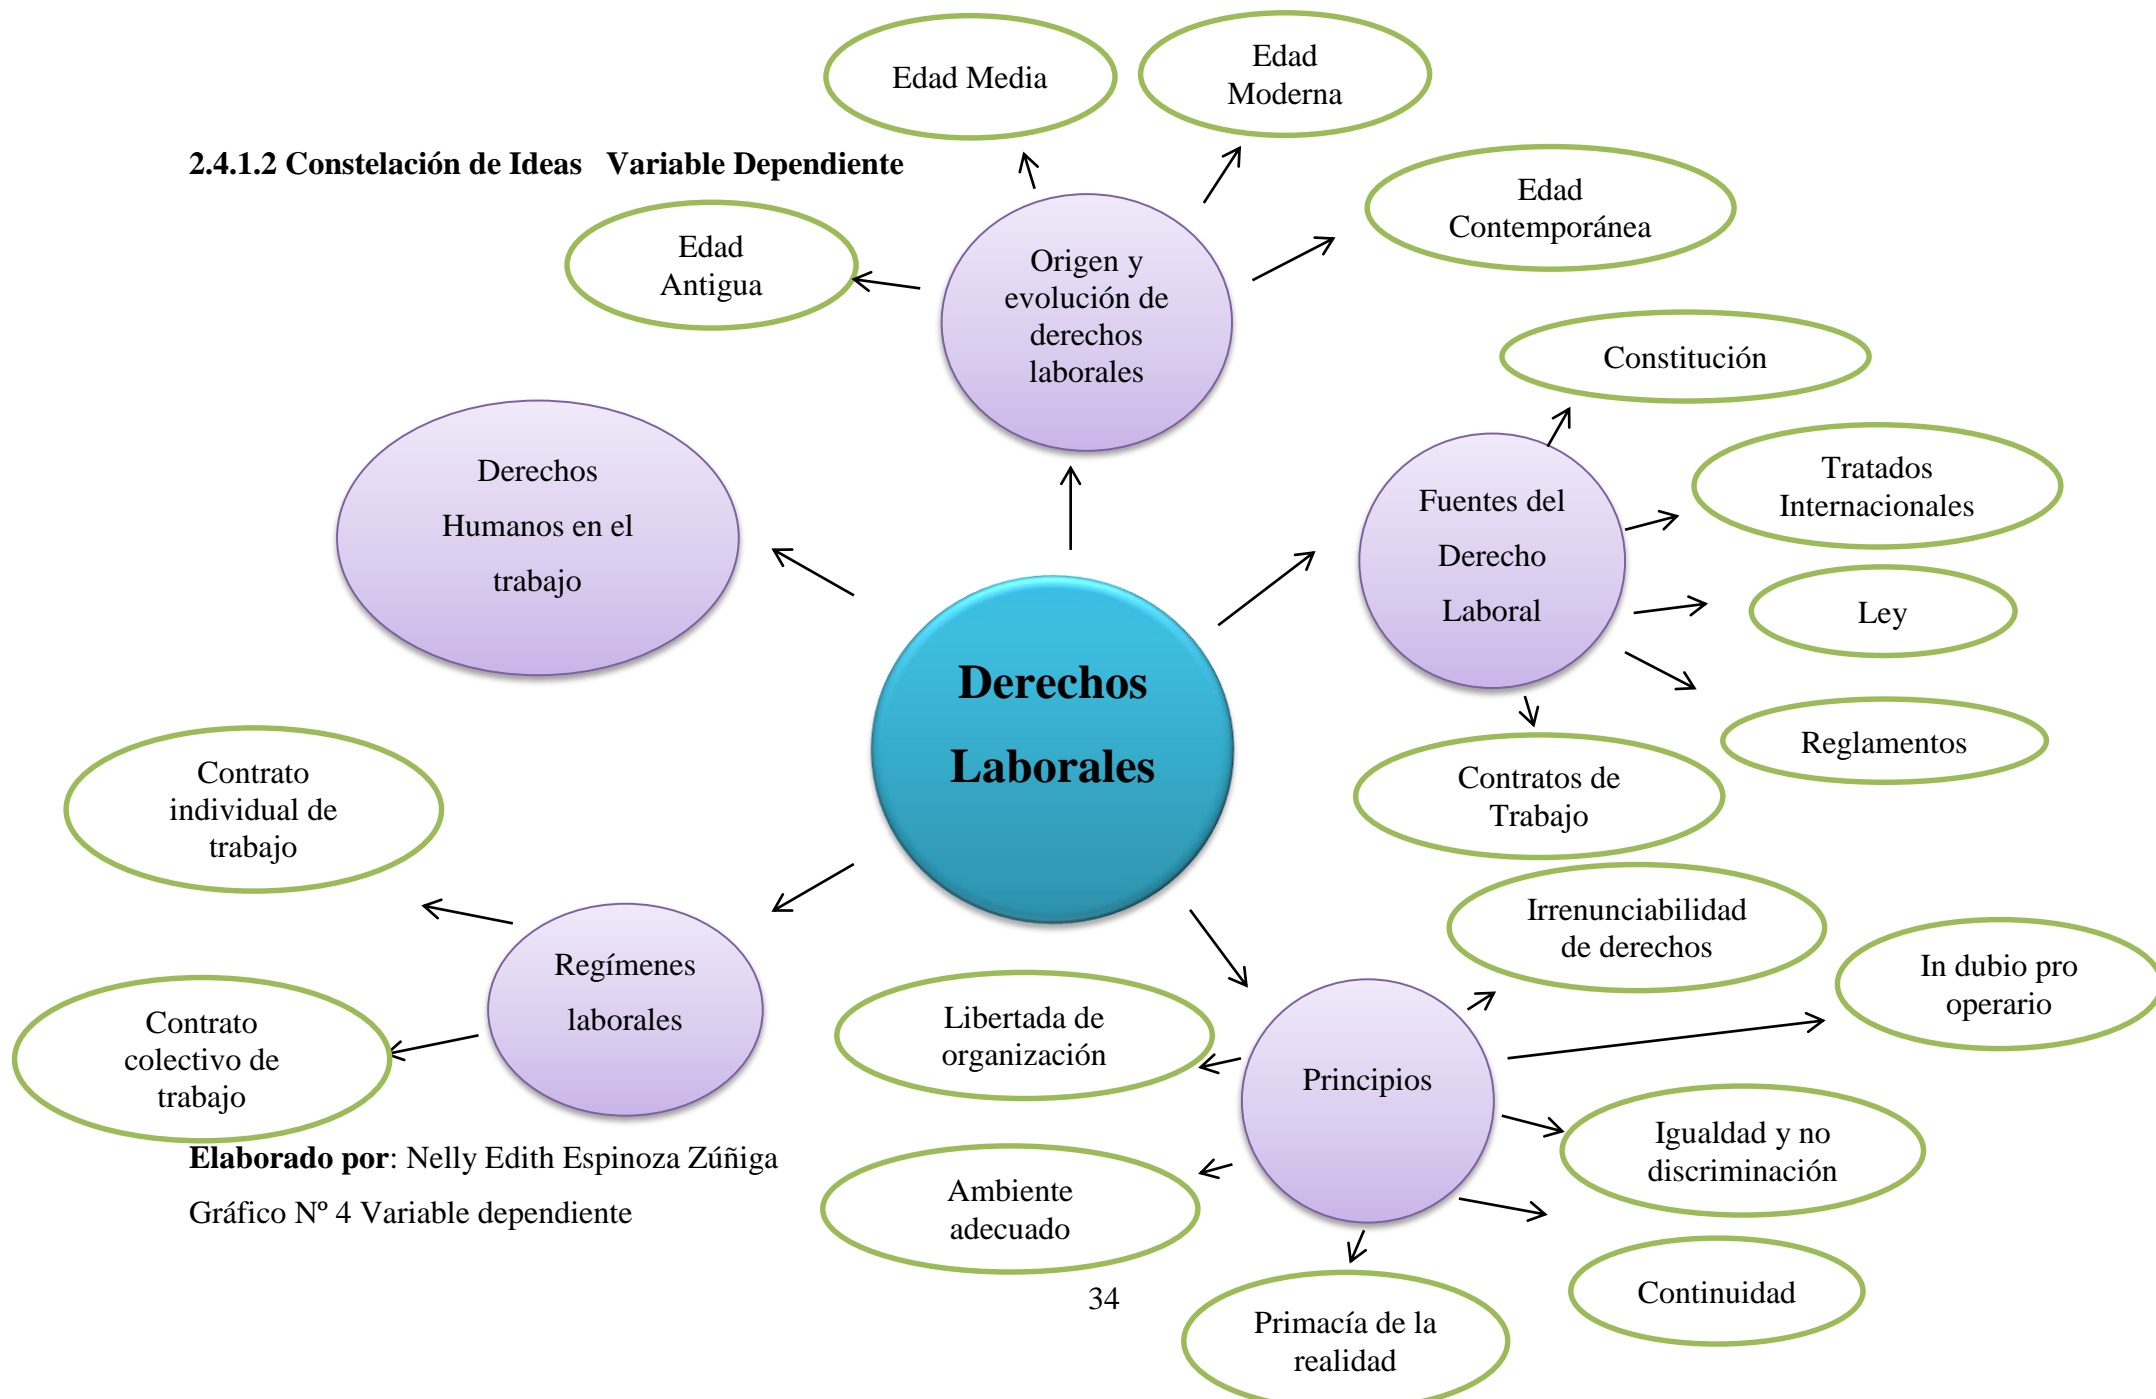 Edad Media
Edad
Moderna
2.4.1.2 Constelación de Ideas   Variable Dependiente
Edad
Contemporánea
Edad
Antigua
Origen y
evolución de
derechos
laborales
Constitución
Derechos
Humanos en el
trabajo
Fuentes del
Derecho
Laboral
Tratados
Internacionales
Ley
Reglamentos
Contratos de
Trabajo
Derechos
Laborales
Contrato
individual de
trabajo
Regímenes
laborales
Contrato
colectivo de
trabajo
Irrenunciabilidad
de derechos
In dubio pro
operario
Libertada de
organización
Principios
Igualdad y no
discriminación
Ambiente
adecuado
Continuidad
Primacía de la
realidad
Elaborado por: Nelly Edith Espinoza Zúñiga
Gráfico Nº 4 Variable dependiente
34